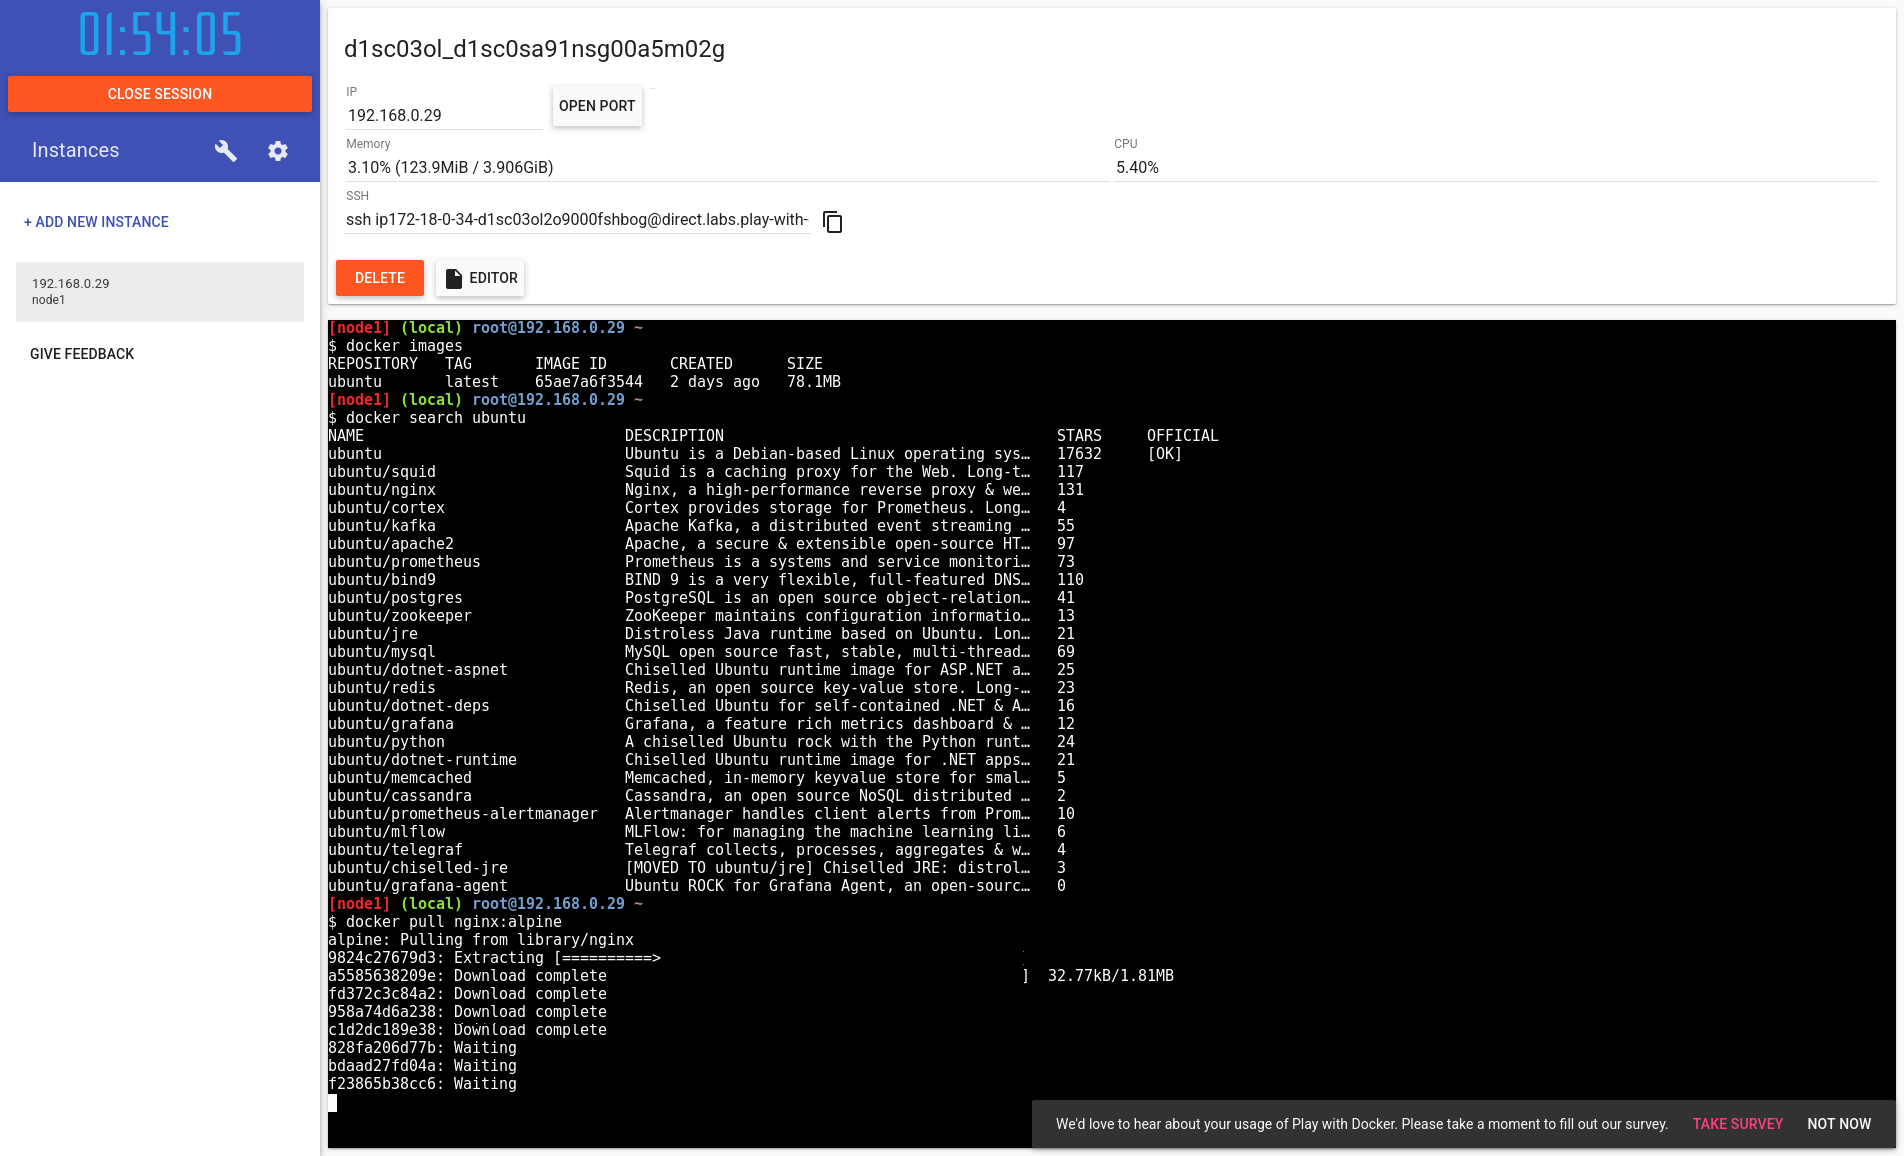 01:54:05
CLOSE SESSION
Instances
+ ADD NEW INSTANCE
192.168.0.29
node1
GIVE FEEDBACK
d1sc03ol_d1sc0sa91nsg00a5m02g
IP
192.168.0.29
OPEN PORT
Memory
3.10% (123.9MiB / 3.906GiB)
CPU
5.40%
SSH
ssh ip172-18-0-34-d1sc03ol2o9000fshbog@direct.labs.play-with-
DELETE
EDITOR
[node1] (local) root@192.168.0.29 ~
$ docker images
REPOSITORY   TAG       IMAGE ID       CREATED      SIZE
ubuntu       latest    65ae7a6f3544   2 days ago   78.1MB
[node1] (local) root@192.168.0.29 ~
$ docker search ubuntu
NAME                             DESCRIPTION                                     STARS     OFFICIAL
ubuntu                           Ubuntu is a Debian-based Linux operating sys…   17632     [OK]
ubuntu/squid                     Squid is a caching proxy for the Web. Long-t…   117
ubuntu/nginx                     Nginx, a high-performance reverse proxy & we…   131
ubuntu/cortex                    Cortex provides storage for Prometheus. Long…   4
ubuntu/kafka                     Apache Kafka, a distributed event streaming …   55
ubuntu/apache2                   Apache, a secure & extensible open-source HT…   97
ubuntu/prometheus                Prometheus is a systems and service monitori…   73
ubuntu/bind9                     BIND 9 is a very flexible, full-featured DNS…   110
ubuntu/postgres                  PostgreSQL is an open source object-relation…   41
ubuntu/zookeeper                 ZooKeeper maintains configuration informatio…   13
ubuntu/jre                       Distroless Java runtime based on Ubuntu. Lon…   21
ubuntu/mysql                     MySQL open source fast, stable, multi-thread…   69
ubuntu/dotnet-aspnet             Chiselled Ubuntu runtime image for ASP.NET a…   25
ubuntu/redis                     Redis, an open source key-value store. Long-…   23
ubuntu/dotnet-deps               Chiselled Ubuntu for self-contained .NET & A…   16
ubuntu/grafana                   Grafana, a feature rich metrics dashboard & …   12
ubuntu/python                    A chiselled Ubuntu rock with the Python runt…   24
ubuntu/dotnet-runtime            Chiselled Ubuntu runtime image for .NET apps…   21
ubuntu/memcached                 Memcached, in-memory keyvalue store for smal…   5
ubuntu/cassandra                 Cassandra, an open source NoSQL distributed …   2
ubuntu/prometheus-alertmanager   Alertmanager handles client alerts from Prom…   10
ubuntu/mlflow                    MLFlow: for managing the machine learning li…   6
ubuntu/telegraf                  Telegraf collects, processes, aggregates & w…   4
ubuntu/chiselled-jre             [MOVED TO ubuntu/jre] Chiselled JRE: distrol…   3
ubuntu/grafana-agent             Ubuntu ROCK for Grafana Agent, an open-sourc…   0
[node1] (local) root@192.168.0.29 ~
$ docker pull nginx:alpine
alpine: Pulling from library/nginx
9824c27679d3: Extracting [==========>
a5585638209e: Download complete                                              ]  32.77kB/1.81MB
fd372c3c84a2: Download complete
958a74d6a238: Download complete
c1d2dc189e38: Download complete
828fa206d77b: Waiting
bdaad27fd04a: Waiting
f23865b38cc6: Waiting
We'd love to hear about your usage of Play with Docker. Please take a moment to fill out our survey.
TAKE SURVEY
NOT NOW